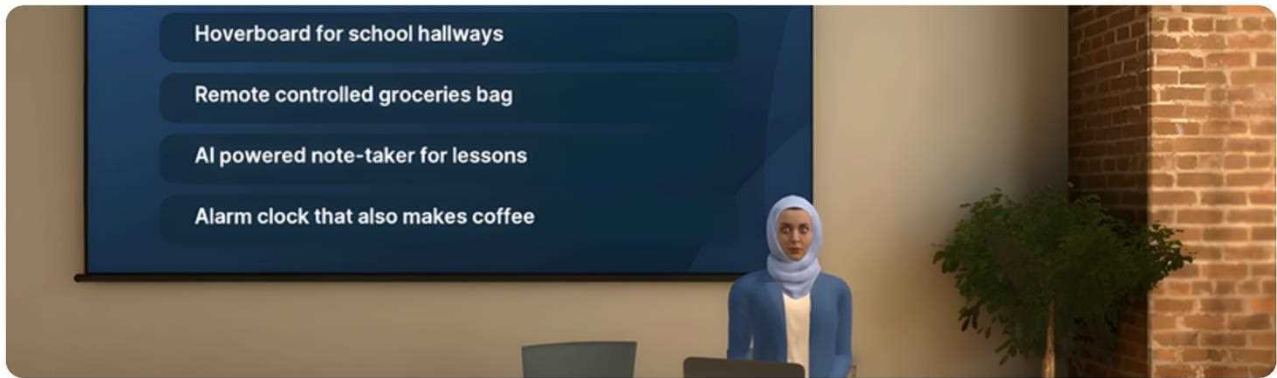 Hoverboard for school hallways
Remote controlled groceries bag
AI powered note-taker for lessons
Alarm clock that also makes coffee